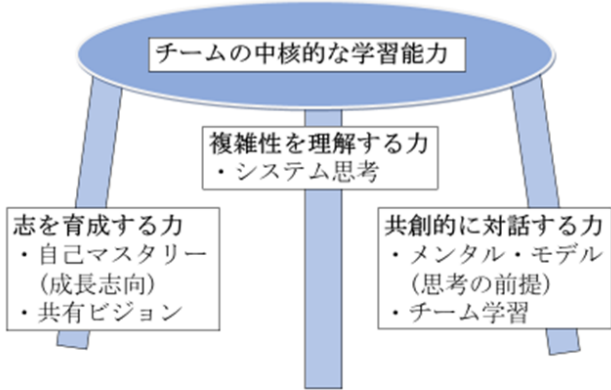 チームの中核的な学習能力
複雑性を理解する力
・システム思考
志を育成する力
・自己マスタリー
(成長志向)
・共有ビジョン
共創的に対話する力
・メンタル・モデル
(思考の前提)
・チーム学習